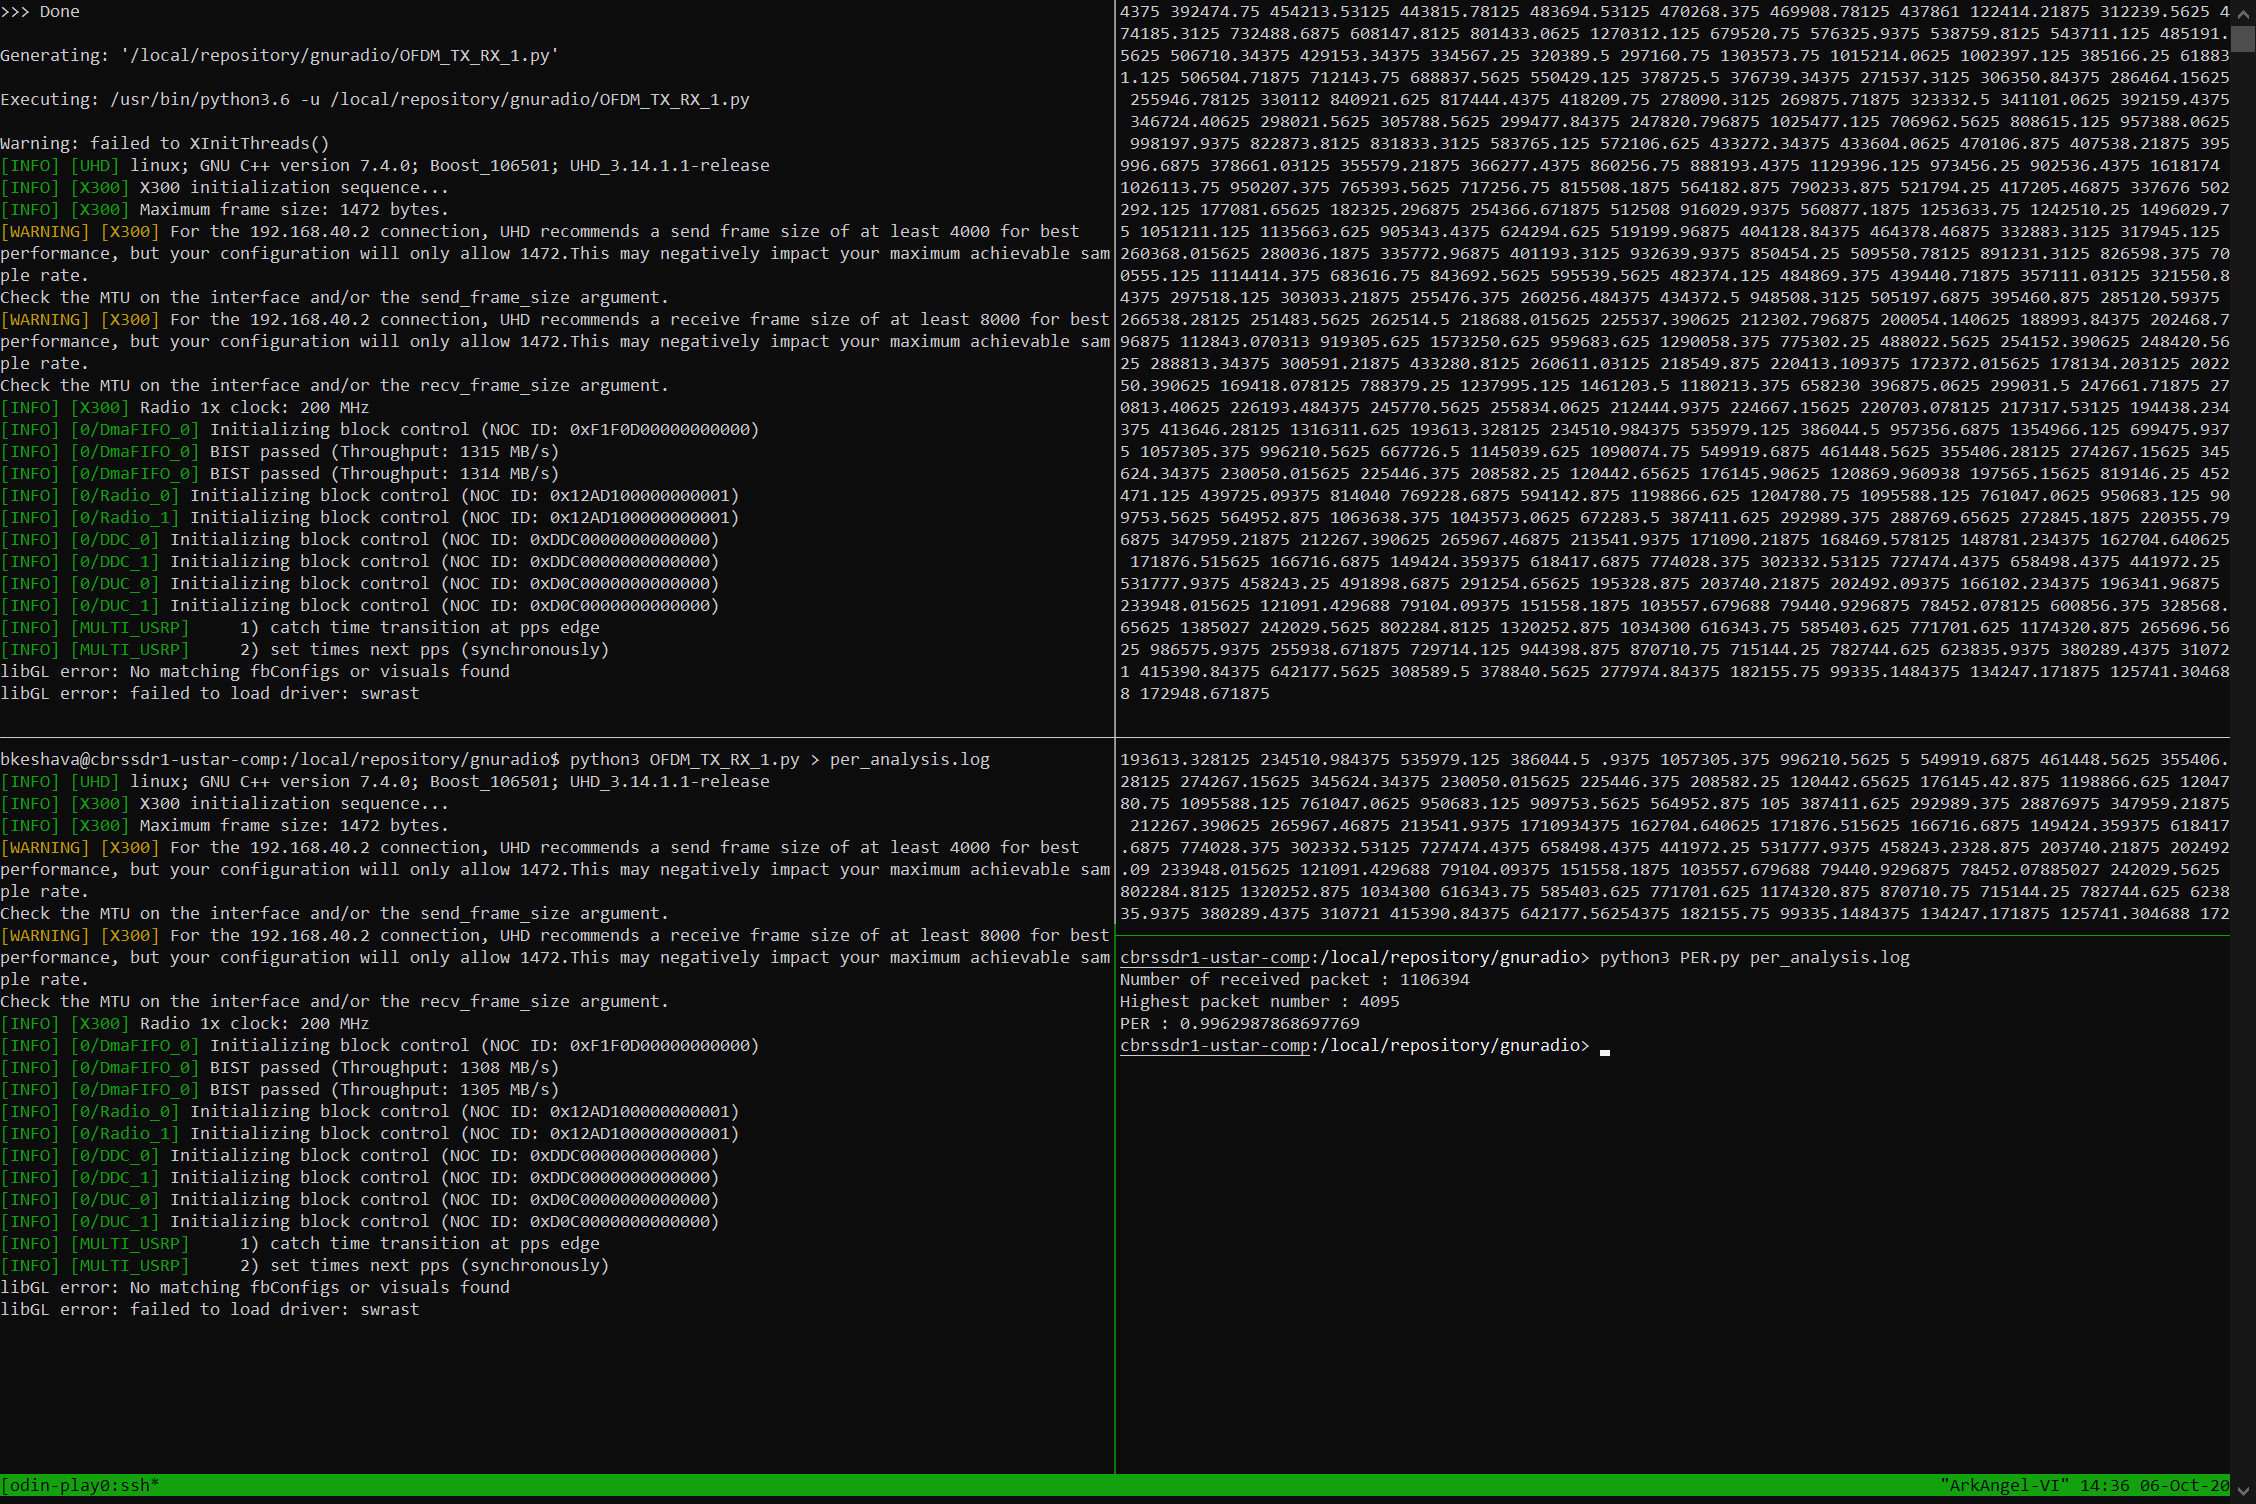 >>> Done
Generating: '/local/repository/gnuradio/OFDM_TX_RX_1.py'
Executing: /usr/bin/python3.6 -u /local/repository/gnuradio/OFDM_TX_RX_1.py
Warning: failed to XInitThreads()
[INFO] [UHD] linux; GNU C++ version 7.4.0; Boost_106501; UHD_3.14.1.1-release
[INFO] [X300] X300 initialization sequence...
[INFO] [X300] Maximum frame size: 1472 bytes.
[WARNING] [X300] For the 192.168.40.2 connection, UHD recommends a send frame size of at least 4000 for best
performance, but your configuration will only allow 1472.This may negatively impact your maximum achievable sam
ple rate.
Check the MTU on the interface and/or the send_frame_size argument.
[WARNING] [X300] For the 192.168.40.2 connection, UHD recommends a receive frame size of at least 8000 for best
performance, but your configuration will only allow 1472.This may negatively impact your maximum achievable sam
ple rate.
Check the MTU on the interface and/or the recv_frame_size argument.
[INFO] [X300] Radio 1x clock: 200 MHz
[INFO] [0/DmaFIFO_0] Initializing block control (NOC ID: 0xF1F0D00000000000)
[INFO] [0/DmaFIFO_0] BIST passed (Throughput: 1315 MB/s)
[INFO] [0/DmaFIFO_0] BIST passed (Throughput: 1314 MB/s)
[INFO] [0/Radio_0] Initializing block control (NOC ID: 0x12AD100000000001)
[INFO] [0/Radio_1] Initializing block control (NOC ID: 0x12AD100000000001)
[INFO] [0/DDC_0] Initializing block control (NOC ID: 0xDDC0000000000000)
[INFO] [0/DDC_1] Initializing block control (NOC ID: 0xDDC0000000000000)
[INFO] [0/DUC_0] Initializing block control (NOC ID: 0xD0C0000000000000)
[INFO] [0/DUC_1] Initializing block control (NOC ID: 0xD0C0000000000000)
[INFO] [MULTI_USRP]     1) catch time transition at pps edge
[INFO] [MULTI_USRP]     2) set times next pps (synchronously)
libGL error: No matching fbConfigs or visuals found
libGL error: failed to load driver: swrast
4375 392474.75 454213.53125 443815.78125 483694.53125 470268.375 469908.78125 437861 122414.21875 312239.5625 4
74185.3125 732488.6875 608147.8125 801433.0625 1270312.125 679520.75 576325.9375 538759.8125 543711.125 485191.
5625 506710.34375 429153.34375 334567.25 320389.5 297160.75 1303573.75 1015214.0625 1002397.125 385166.25 61883
1.125 506504.71875 712143.75 688837.5625 550429.125 378725.5 376739.34375 271537.3125 306350.84375 286464.15625
255946.78125 330112 840921.625 817444.4375 418209.75 278090.3125 269875.71875 323332.5 341101.0625 392159.4375
346724.40625 298021.5625 305788.5625 299477.84375 247820.796875 1025477.125 706962.5625 808615.125 957388.0625
998197.9375 822873.8125 831833.3125 583765.125 572106.625 433272.34375 433604.0625 470106.875 407538.21875 395
996.6875 378661.03125 355579.21875 366277.4375 860256.75 888193.4375 1129396.125 973456.25 902536.4375 1618174
1026113.75 950207.375 765393.5625 717256.75 815508.1875 564182.875 790233.875 521794.25 417205.46875 337676 502
292.125 177081.65625 182325.296875 254366.671875 512508 916029.9375 560877.1875 1253633.75 1242510.25 1496029.7
5 1051211.125 1135663.625 905343.4375 624294.625 519199.96875 404128.84375 464378.46875 332883.3125 317945.125
260368.015625 280036.1875 335772.96875 401193.3125 932639.9375 850454.25 509550.78125 891231.3125 826598.375 70
0555.125 1114414.375 683616.75 843692.5625 595539.5625 482374.125 484869.375 439440.71875 357111.03125 321550.8
4375 297518.125 303033.21875 255476.375 260256.484375 434372.5 948508.3125 505197.6875 395460.875 285120.59375
266538.28125 251483.5625 262514.5 218688.015625 225537.390625 212302.796875 200054.140625 188993.84375 202468.7
96875 112843.070313 919305.625 1573250.625 959683.625 1290058.375 775302.25 488022.5625 254152.390625 248420.56
25 288813.34375 300591.21875 433280.8125 260611.03125 218549.875 220413.109375 172372.015625 178134.203125 2022
50.390625 169418.078125 788379.25 1237995.125 1461203.5 1180213.375 658230 396875.0625 299031.5 247661.71875 27
0813.40625 226193.484375 245770.5625 255834.0625 212444.9375 224667.15625 220703.078125 217317.53125 194438.234
375 413646.28125 1316311.625 193613.328125 234510.984375 535979.125 386044.5 957356.6875 1354966.125 699475.937
5 1057305.375 996210.5625 667726.5 1145039.625 1090074.75 549919.6875 461448.5625 355406.28125 274267.15625 345
624.34375 230050.015625 225446.375 208582.25 120442.65625 176145.90625 120869.960938 197565.15625 819146.25 452
471.125 439725.09375 814040 769228.6875 594142.875 1198866.625 1204780.75 1095588.125 761047.0625 950683.125 90
9753.5625 564952.875 1063638.375 1043573.0625 672283.5 387411.625 292989.375 288769.65625 272845.1875 220355.79
6875 347959.21875 212267.390625 265967.46875 213541.9375 171090.21875 168469.578125 148781.234375 162704.640625
171876.515625 166716.6875 149424.359375 618417.6875 774028.375 302332.53125 727474.4375 658498.4375 441972.25
531777.9375 458243.25 491898.6875 291254.65625 195328.875 203740.21875 202492.09375 166102.234375 196341.96875
233948.015625 121091.429688 79104.09375 151558.1875 103557.679688 79440.9296875 78452.078125 600856.375 328568.
65625 1385027 242029.5625 802284.8125 1320252.875 1034300 616343.75 585403.625 771701.625 1174320.875 265696.56
25 986575.9375 255938.671875 729714.125 944398.875 870710.75 715144.25 782744.625 623835.9375 380289.4375 31072
1 415390.84375 642177.5625 308589.5 378840.5625 277974.84375 182155.75 99335.1484375 134247.171875 125741.30468
8 172948.671875
bkeshava@cbrssdr1-ustar-comp:/local/repository/gnuradio$ python3 OFDM_TX_RX_1.py > per_analysis.log
[INFO] [UHD] linux; GNU C++ version 7.4.0; Boost_106501; UHD_3.14.1.1-release
[INFO] [X300] X300 initialization sequence...
[INFO] [X300] Maximum frame size: 1472 bytes.
[WARNING] [X300] For the 192.168.40.2 connection, UHD recommends a send frame size of at least 4000 for best
performance, but your configuration will only allow 1472.This may negatively impact your maximum achievable sam
ple rate.
Check the MTU on the interface and/or the send_frame_size argument.
[WARNING] [X300] For the 192.168.40.2 connection, UHD recommends a receive frame size of at least 8000 for best
performance, but your configuration will only allow 1472.This may negatively impact your maximum achievable sam
ple rate.
Check the MTU on the interface and/or the recv_frame_size argument.
[INFO] [X300] Radio 1x clock: 200 MHz
[INFO] [0/DmaFIFO_0] Initializing block control (NOC ID: 0xF1F0D00000000000)
[INFO] [0/DmaFIFO_0] BIST passed (Throughput: 1308 MB/s)
[INFO] [0/DmaFIFO_0] BIST passed (Throughput: 1305 MB/s)
[INFO] [0/Radio_0] Initializing block control (NOC ID: 0x12AD100000000001)
[INFO] [0/Radio_1] Initializing block control (NOC ID: 0x12AD100000000001)
[INFO] [0/DDC_0] Initializing block control (NOC ID: 0xDDC0000000000000)
[INFO] [0/DDC_1] Initializing block control (NOC ID: 0xDDC0000000000000)
[INFO] [0/DUC_0] Initializing block control (NOC ID: 0xD0C0000000000000)
[INFO] [0/DUC_1] Initializing block control (NOC ID: 0xD0C0000000000000)
[INFO] [MULTI_USRP]     1) catch time transition at pps edge
[INFO] [MULTI_USRP]     2) set times next pps (synchronously)
libGL error: No matching fbConfigs or visuals found
libGL error: failed to load driver: swrast
193613.328125 234510.984375 535979.125 386044.5 .9375 1057305.375 996210.5625 5 549919.6875 461448.5625 355406.
28125 274267.15625 345624.34375 230050.015625 225446.375 208582.25 120442.65625 176145.42.875 1198866.625 12047
80.75 1095588.125 761047.0625 950683.125 909753.5625 564952.875 105 387411.625 292989.375 28876975 347959.21875
212267.390625 265967.46875 213541.9375 1710934375 162704.640625 171876.515625 166716.6875 149424.359375 618417
.6875 774028.375 302332.53125 727474.4375 658498.4375 441972.25 531777.9375 458243.2328.875 203740.21875 202492
.09 233948.015625 121091.429688 79104.09375 151558.1875 103557.679688 79440.9296875 78452.07885027 242029.5625
802284.8125 1320252.875 1034300 616343.75 585403.625 771701.625 1174320.875 870710.75 715144.25 782744.625 6238
35.9375 380289.4375 310721 415390.84375 642177.56254375 182155.75 99335.1484375 134247.171875 125741.304688 172
cbrssdr1-ustar-comp:/local/repository/gnuradio> python3 PER.py per_analysis.log
Number of received packet : 1106394
Highest packet number : 4095
PER : 0.9962987868697769
cbrssdr1-ustar-comp:/local/repository/gnuradio>
[odin-play0:ssh* "ArkAngel-VI" 14:36 06-Oct-20